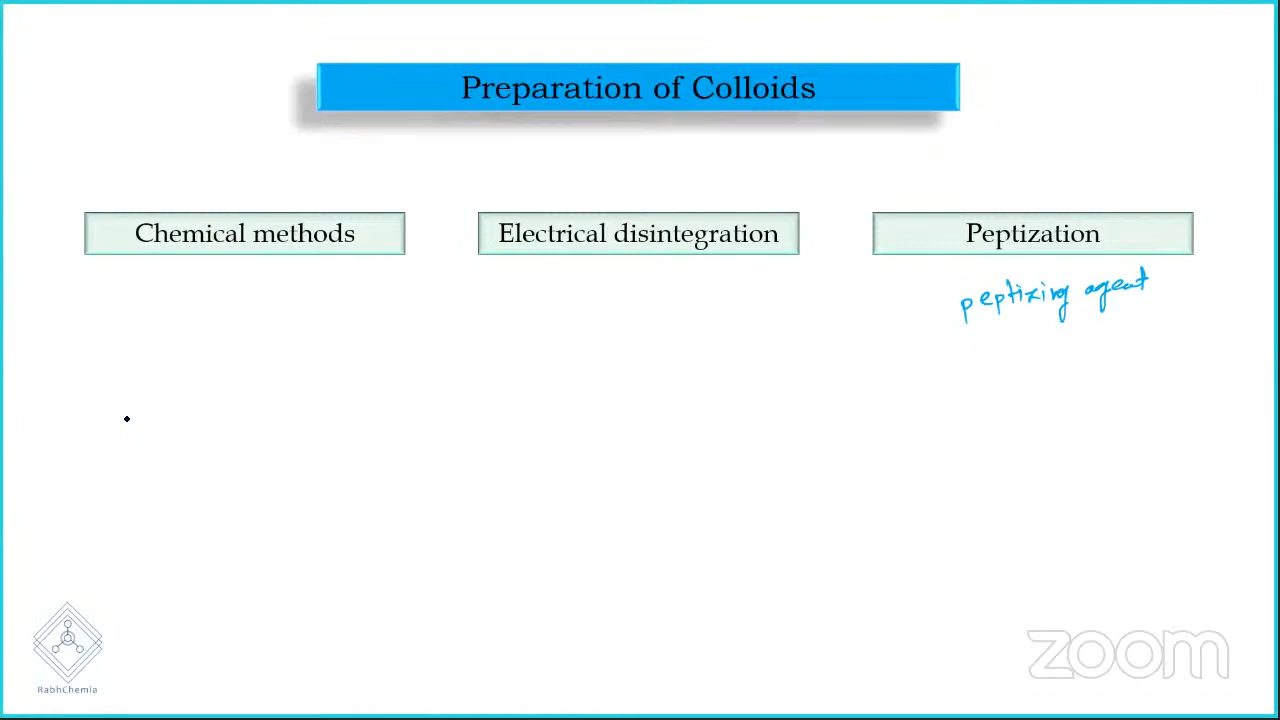 Preparation of Colloids
Chemical methods
Electrical disintegration
Peptization
peptizing agent
RabhChemia
zoom